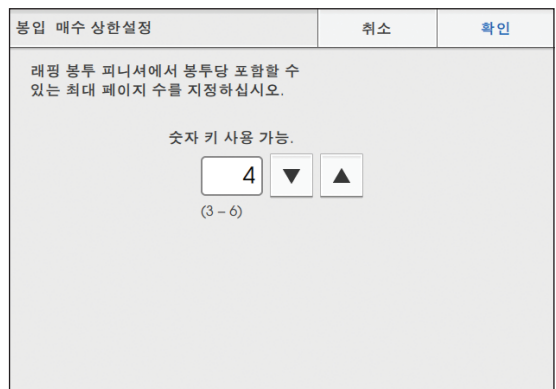 봉입 매수 상한설정
취소
확인
래핑 봉투 피니셔에서 봉투당 포함할 수
있는 최대 페이지 수를 지정하십시오.
숫자 키 사용 가능.
4
(3 – 6)